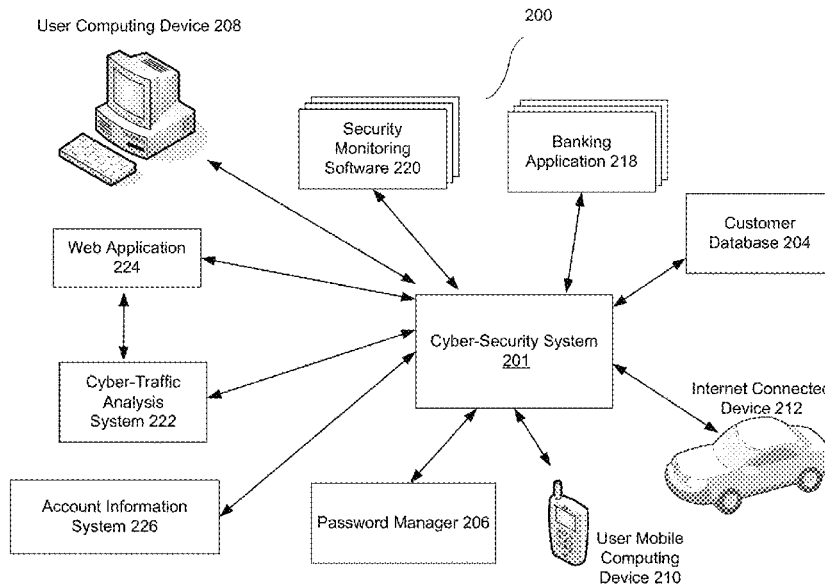 User Computing Device 208
200
Security
Monitoring
Software 220
Banking
Application 218
Customer
Database 204
Web Application
224
Cyber-Security System
201
Cyber-Traffic
Analysis
System 222
Internet Connected
Device 212
Account Information
System 226
Password Manager 206
User Mobile
Computing
Device 210